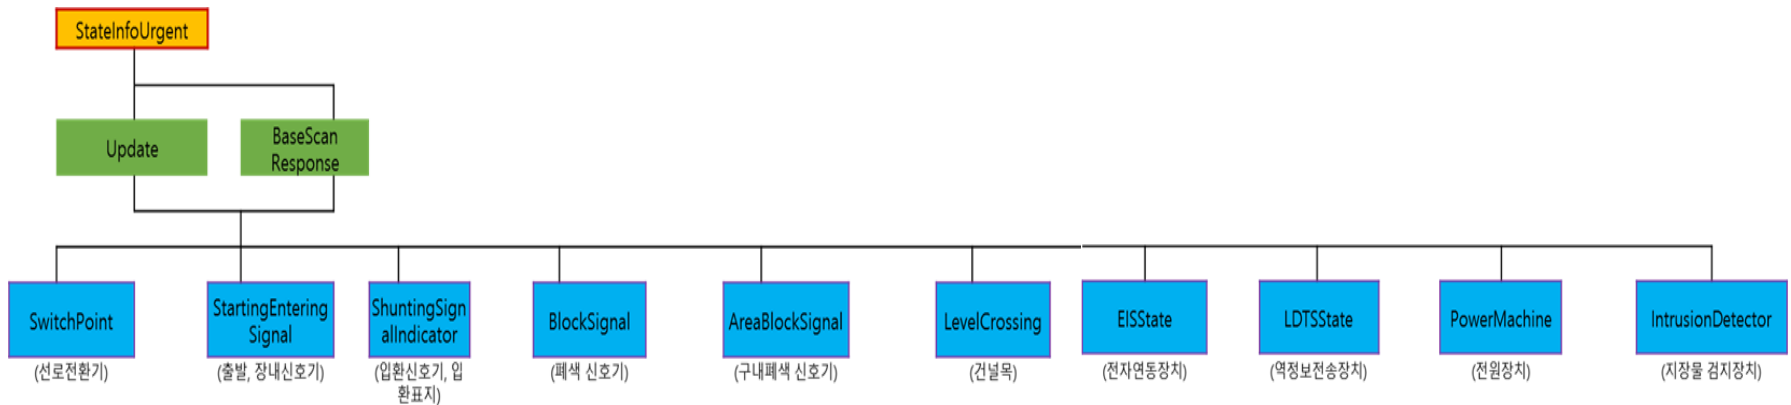 StateInfoUrgent
Update
BaseScan
Response
SwitchPoint
(선로전환기)
StartingEntering
Signal
(출발, 장내신호기)
ShuntingSign
alIndicator
(입환신호기, 입
환표지)
BlockSignal
(폐색 신호기)
AreaBlockSignal
(구내폐색 신호기)
LevelCrossing
(건널목)
EISState
(전자연동장치)
LDTSState
(역정보전송장치)
PowerMachine
(전원장치)
IntrusionDetector
(지장물 검지장치)